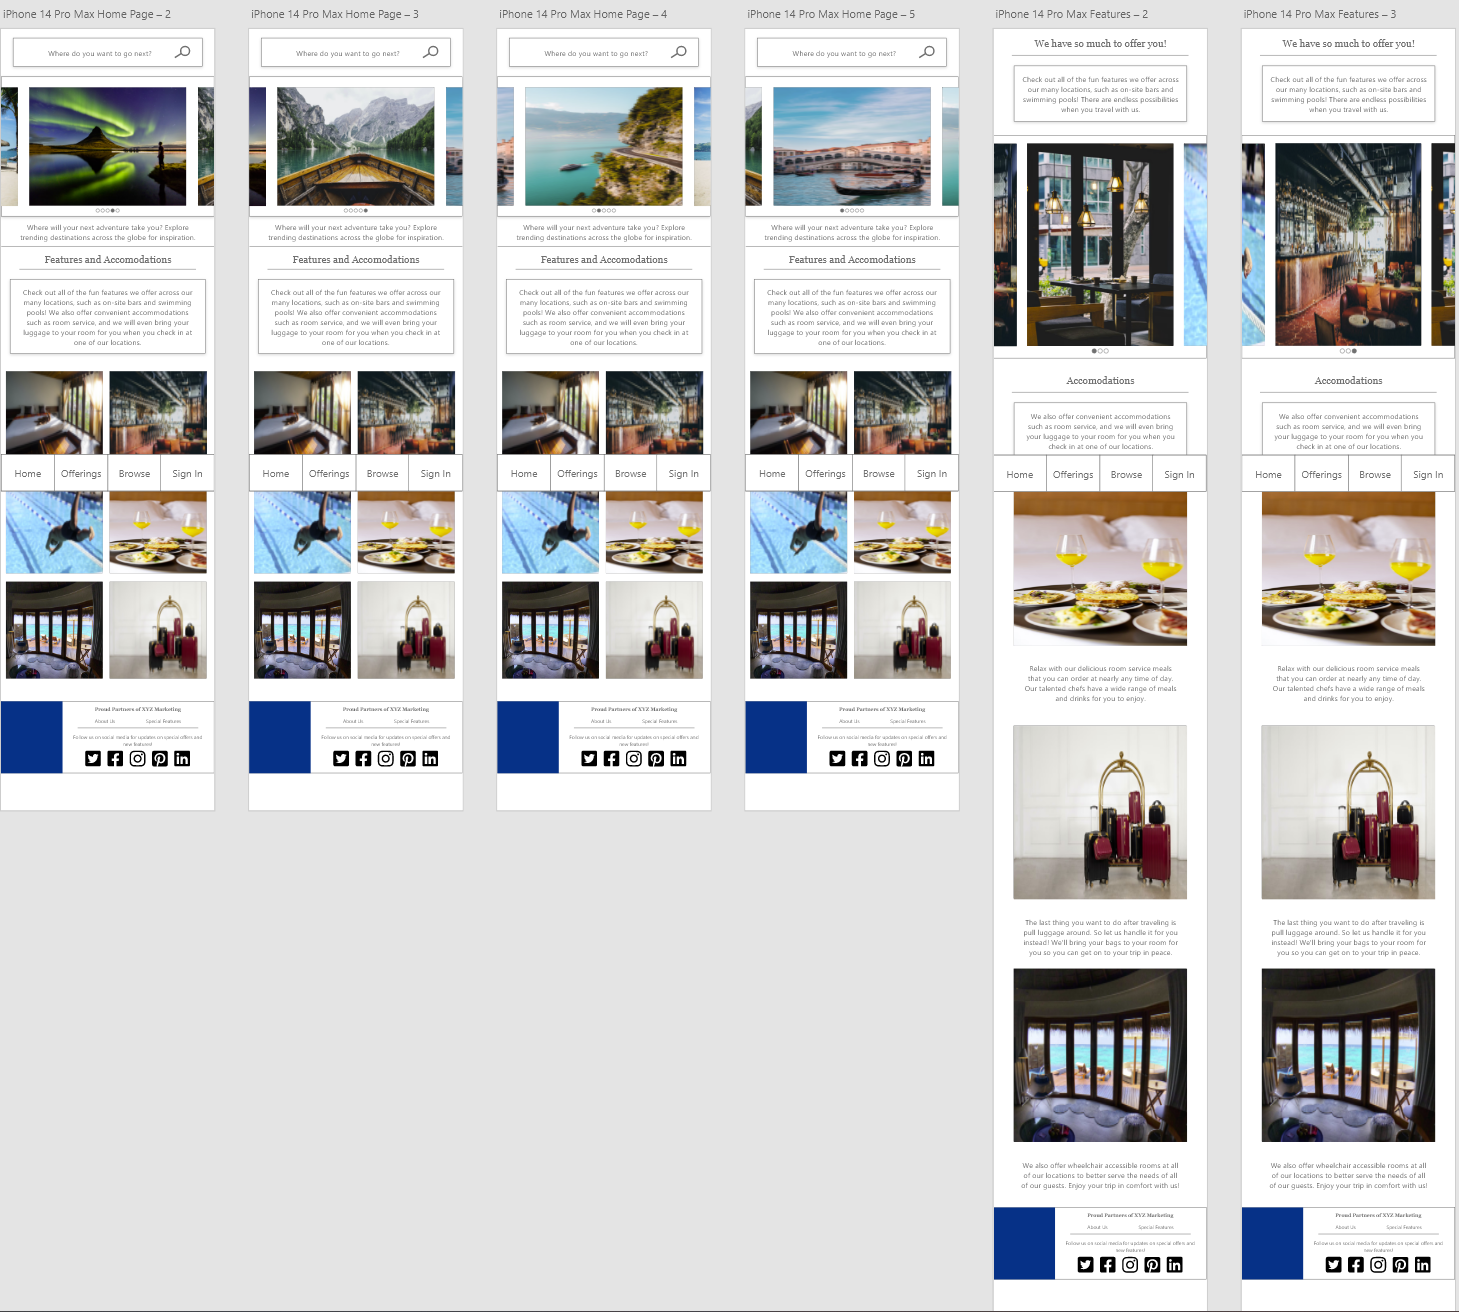 iPhone 14 Pro Max Home Page – 2
Where do you want to go next?
Where will your next adventure take you? Explore
trending destinations across the globe for inspiration.
Features and Accomodations
Check out all of the fun features we offer across our
many locations, such as on-site bars and swimming
pools! We also offer convenient accommodations
such as room service, and we will even bring your
luggage to your room for you when you check in at
one of our locations.
Home
Offerings
Browse
Sign In
Proud Partners of XYZ Marketing
About Us
Special Features
Follow us on social media for updates on special offers and
new features!
iPhone 14 Pro Max Home Page – 3
Where do you want to go next?
Where will your next adventure take you? Explore
trending destinations across the globe for inspiration.
Features and Accomodations
Check out all of the fun features we offer across our
many locations, such as on-site bars and swimming
pools! We also offer convenient accommodations
such as room service, and we will even bring your
luggage to your room for you when you check in at
one of our locations.
Home
Offerings
Browse
Sign In
Proud Partners of XYZ Marketing
About Us
Special Features
Follow us on social media for updates on special offers and
new features!
iPhone 14 Pro Max Home Page – 4
Where do you want to go next?
Where will your next adventure take you? Explore
trending destinations across the globe for inspiration.
Features and Accomodations
Check out all of the fun features we offer across our
many locations, such as on-site bars and swimming
pools! We also offer convenient accommodations
such as room service, and we will even bring your
luggage to your room for you when you check in at
one of our locations.
Home
Offerings
Browse
Sign In
Proud Partners of XYZ Marketing
About Us
Special Features
Follow us on social media for updates on special offers and
new features!
iPhone 14 Pro Max Home Page – 5
Where do you want to go next?
Where will your next adventure take you? Explore
trending destinations across the globe for inspiration.
Features and Accomodations
Check out all of the fun features we offer across our
many locations, such as on-site bars and swimming
pools! We also offer convenient accommodations
such as room service, and we will even bring your
luggage to your room for you when you check in at
one of our locations.
Home
Offerings
Browse
Sign In
Proud Partners of XYZ Marketing
About Us
Special Features
Follow us on social media for updates on special offers and
new features!
iPhone 14 Pro Max Features – 2
We have so much to offer you!
Check out all of the fun features we offer across
our many locations, such as on-site bars and
swimming pools! There are endless possibilities
when you travel with us.
Accomodations
We also offer convenient accommodations
such as room service, and we will even bring
your luggage to your room for you when you
check in at one of our locations.
Home
Offerings
Browse
Sign In
Relax with our delicious room service meals
that you can order at nearly any time of day.
Our talented chefs have a wide range of meals
and drinks for you to enjoy.
The last thing you want to do after traveling is
pull luggage around. So let us handle it for you
instead! We'll bring your bags to your room for
you so you can get on to your trip in peace.
We also offer wheelchair accessible rooms at all
of our locations to better serve the needs of all
of our guests. Enjoy your trip in comfort with us!
Proud Partners of XYZ Marketing
About Us
Special Features
Follow us on social media for updates on special offers and
new features!
iPhone 14 Pro Max Features – 3
We have so much to offer you!
Check out all of the fun features we offer across
our many locations, such as on-site bars and
swimming pools! There are endless possibilities
when you travel with us.
Accomodations
We also offer convenient accommodations
such as room service, and we will even bring
your luggage to your room for you when you
check in at one of our locations.
Home
Offerings
Browse
Sign In
Relax with our delicious room service meals
that you can order at nearly any time of day.
Our talented chefs have a wide range of meals
and drinks for you to enjoy.
The last thing you want to do after traveling is
pull luggage around. So let us handle it for you
instead! We'll bring your bags to your room for
you so you can get on to your trip in peace.
We also offer wheelchair accessible rooms at all
of our locations to better serve the needs of all
of our guests. Enjoy your trip in comfort with us!
Proud Partners of XYZ Marketing
About Us
Special Features
Follow us on social media for updates on special offers and
new features!